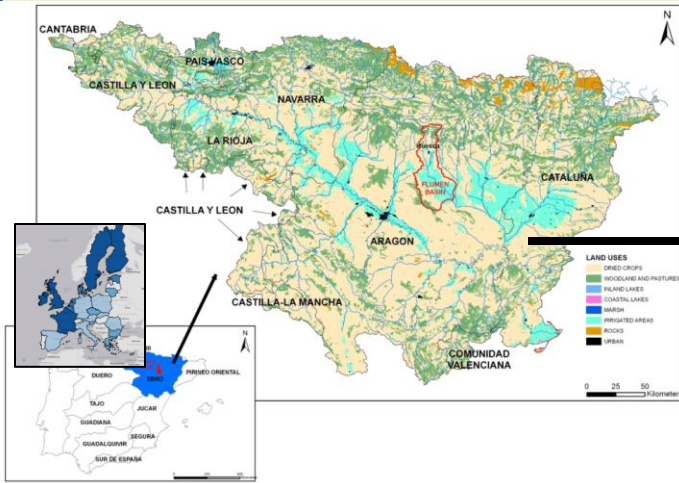 CANTABRIA
N
PAIS VASCO
CASTILLA Y LEON
NAVARRA
LA RIOJA
Huesca
FLUMEN
BASIN
CATALUÑA
CASTILLA Y LEON
ARAGON
CASTILLA-LA MANCHA
COMUNIDAD
VALENCIANA
LAND USES
DRIED CROPS
WOODLAND AND PASTURES
INLAND LAKES
COASTAL LAKES
MARSH
IRRIGATED AREAS
ROCKS
URBAN
0 25 50
Kilometer
N
EBRO
PIRINEO ORIENTAL
DUERO
TAJO
JUCAR
GUADIANA
SEGURA
GUADALQUIVIR
SUR DE ESPAÑA